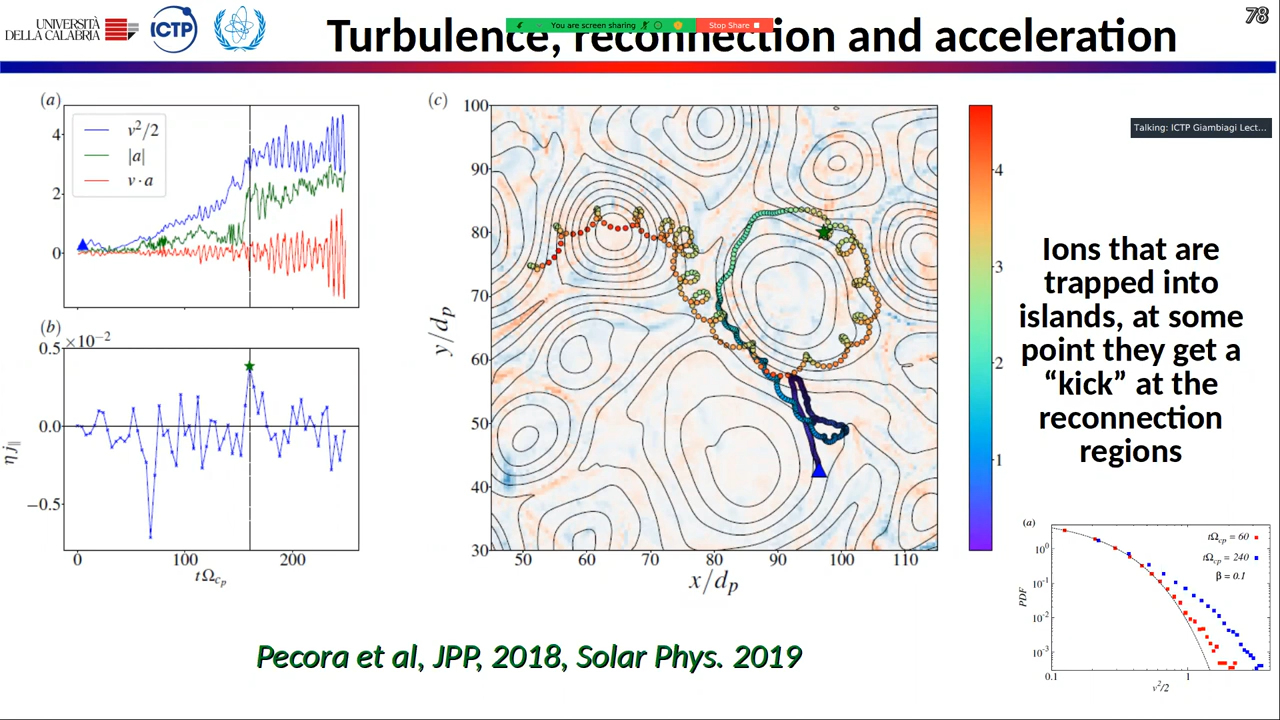 UNIVERSITÀ
DELLA CALABRIA
ICTP
You are screen sharing
Stop Share
78
Turbulence, reconnection and acceleration
Talking: ICTP Giambiagi Lect...
(a)
v²/2
|a|
v · a
4
2
0
(b)
0.5 ×10⁻²
0.0
−0.5
η j∥
0 100 200
tΩcp
(c)
100
90
80
70
60
50
40
30
y/dp
50 60 70 80 90 100 110
x/dp
4
3
2
1
Ions that are
trapped into
islands, at some
point they get a
“kick” at the
reconnection
regions
(a)
tΩcp = 60
tΩcp = 240
β = 0.1
PDF
10⁰
10⁻¹
10⁻²
10⁻³
0.1 1
v²/2
Pecora et al, JPP, 2018, Solar Phys. 2019